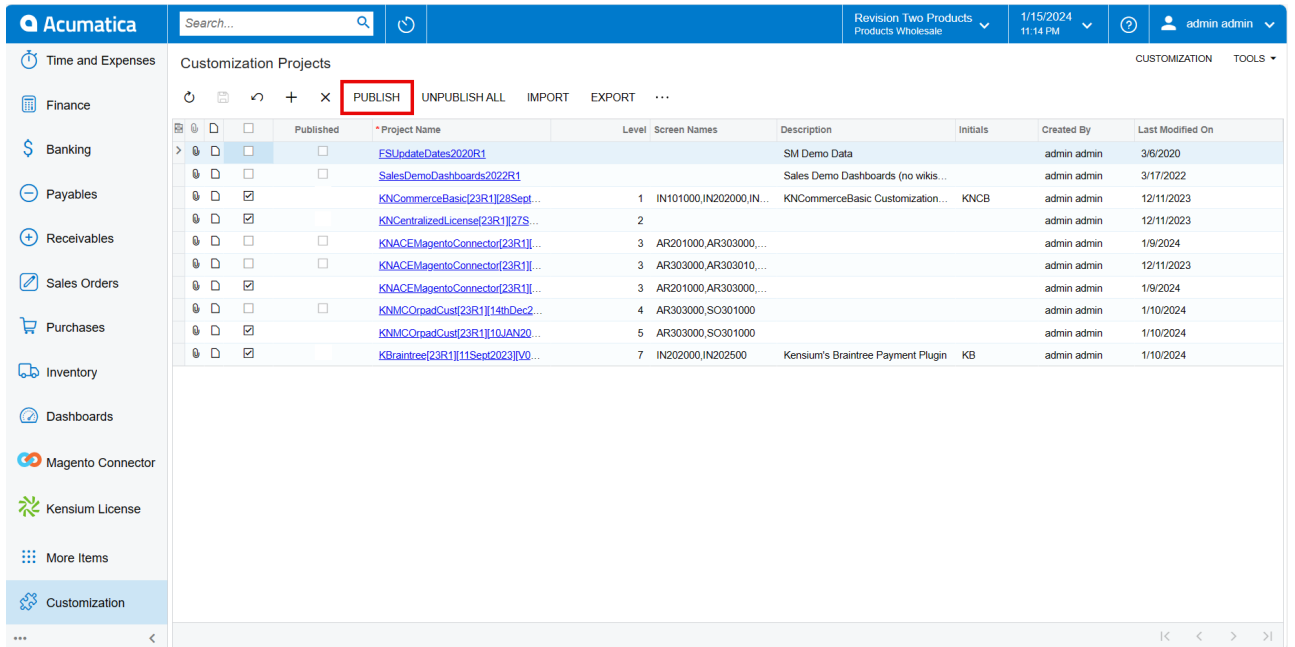 Acumatica
Search...
Revision Two Products
Products Wholesale
1/15/2024
11:14 PM
admin admin
Time and Expenses
Finance
Banking
Payables
Receivables
Sales Orders
Purchases
Inventory
Dashboards
Magento Connector
Kensium License
More Items
Customization
Customization Projects
CUSTOMIZATION TOOLS
PUBLISH UNPUBLISH ALL IMPORT EXPORT ...
Published *Project Name Level Screen Names Description Initials Created By Last Modified On
FSUpdateDates2020R1 SM Demo Data admin admin 3/6/2020
SalesDemoDashboards2022R1 Sales Demo Dashboards (no wikis... admin admin 3/17/2022
KNCommerceBasic[23R1][28Sept... 1 IN101000,IN202000,IN... KNCommerceBasic Customization... KNCB admin admin 12/11/2023
KNCentralizedLicense[23R1][27S... 2 admin admin 12/11/2023
KNACEMagentoConnector[23R1][... 3 AR201000,AR303000,... admin admin 1/9/2024
KNACEMagentoConnector[23R1][... 3 AR303000,AR303010,... admin admin 12/11/2023
KNACEMagentoConnector[23R1][... 3 AR201000,AR303000,... admin admin 1/9/2024
KNMCOrpadCust[23R1][14thDec2... 4 AR303000,SO301000 admin admin 1/10/2024
KNMCOrpadCust[23R1][10JAN20... 5 AR303000,SO301000 admin admin 1/10/2024
KBraintree[23R1][11Sept2023][V0... 7 IN202000,IN202500 Kensium's Braintree Payment Plugin KB admin admin 1/10/2024